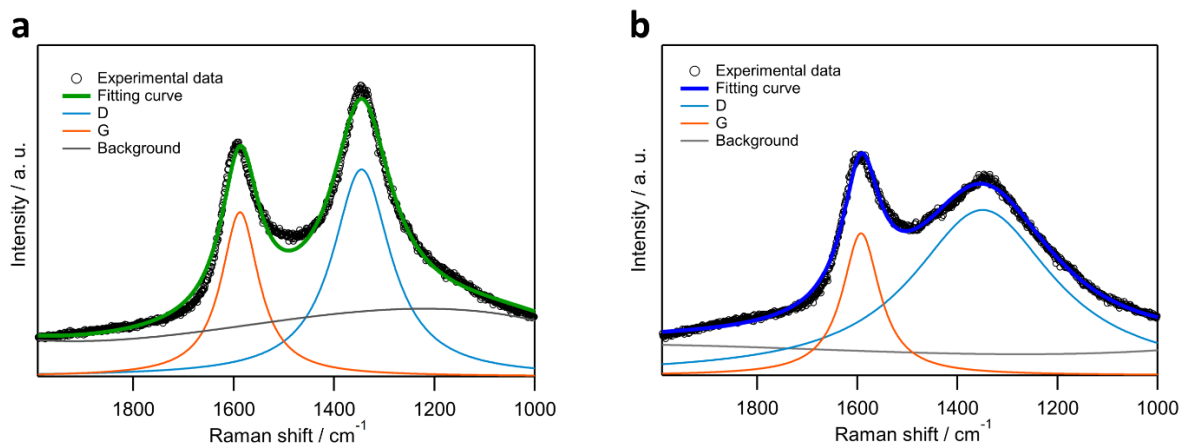 a
Experimental data
Fitting curve
D
G
Background
Intensity / a. u.
1800 1600 1400 1200 1000
Raman shift / cm⁻¹
b
Experimental data
Fitting curve
D
G
Background
Intensity / a. u.
1800 1600 1400 1200 1000
Raman shift / cm⁻¹